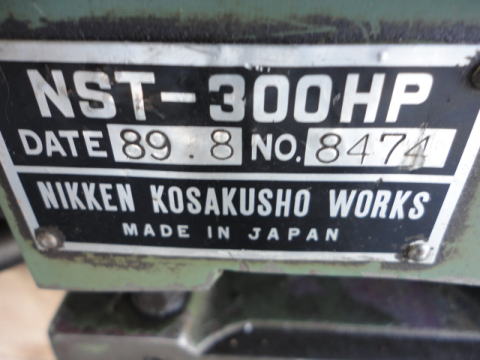 NST-300HP
DATE 89.8 NO. 8474
NIKKEN KOSAKUSHO WORKS
MADE IN JAPAN